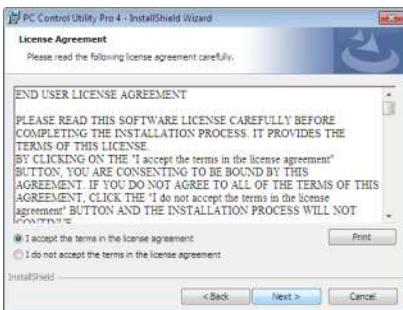 PC Control Utility Pro 4 - InstallShield Wizard
License Agreement
Please read the following license agreement carefully.
END USER LICENSE AGREEMENT
PLEASE READ THIS SOFTWARE LICENSE CAREFULLY BEFORE
COMPLETING THE INSTALLATION PROCESS. IT PROVIDES THE
TERMS OF THIS LICENSE.
BY CLICKING ON THE "I accept the terms in the license agreement"
BUTTON, YOU ARE CONSENTING TO BE BOUND BY THIS
AGREEMENT. IF YOU DO NOT AGREE TO ALL OF THE TERMS OF THIS
AGREEMENT, CLICK THE "I do not accept the terms in the license
agreement" BUTTON AND THE INSTALLATION PROCESS WILL NOT
CONTINUE
I accept the terms in the license agreement
Print
I do not accept the terms in the license agreement
InstallShield
< Back
Next >
Cancel